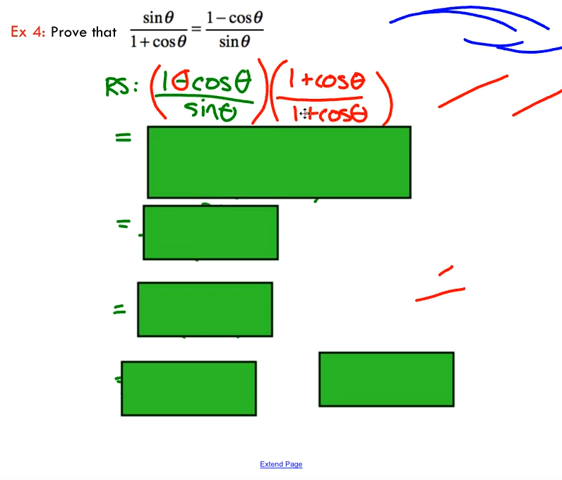 Ex 4: Prove that sinθ/(1+cosθ) = (1−cosθ)/sinθ
RS: ((1−cosθ)/sinθ)((1+cosθ)/(1+cosθ))
=
=
=
=
Extend Page